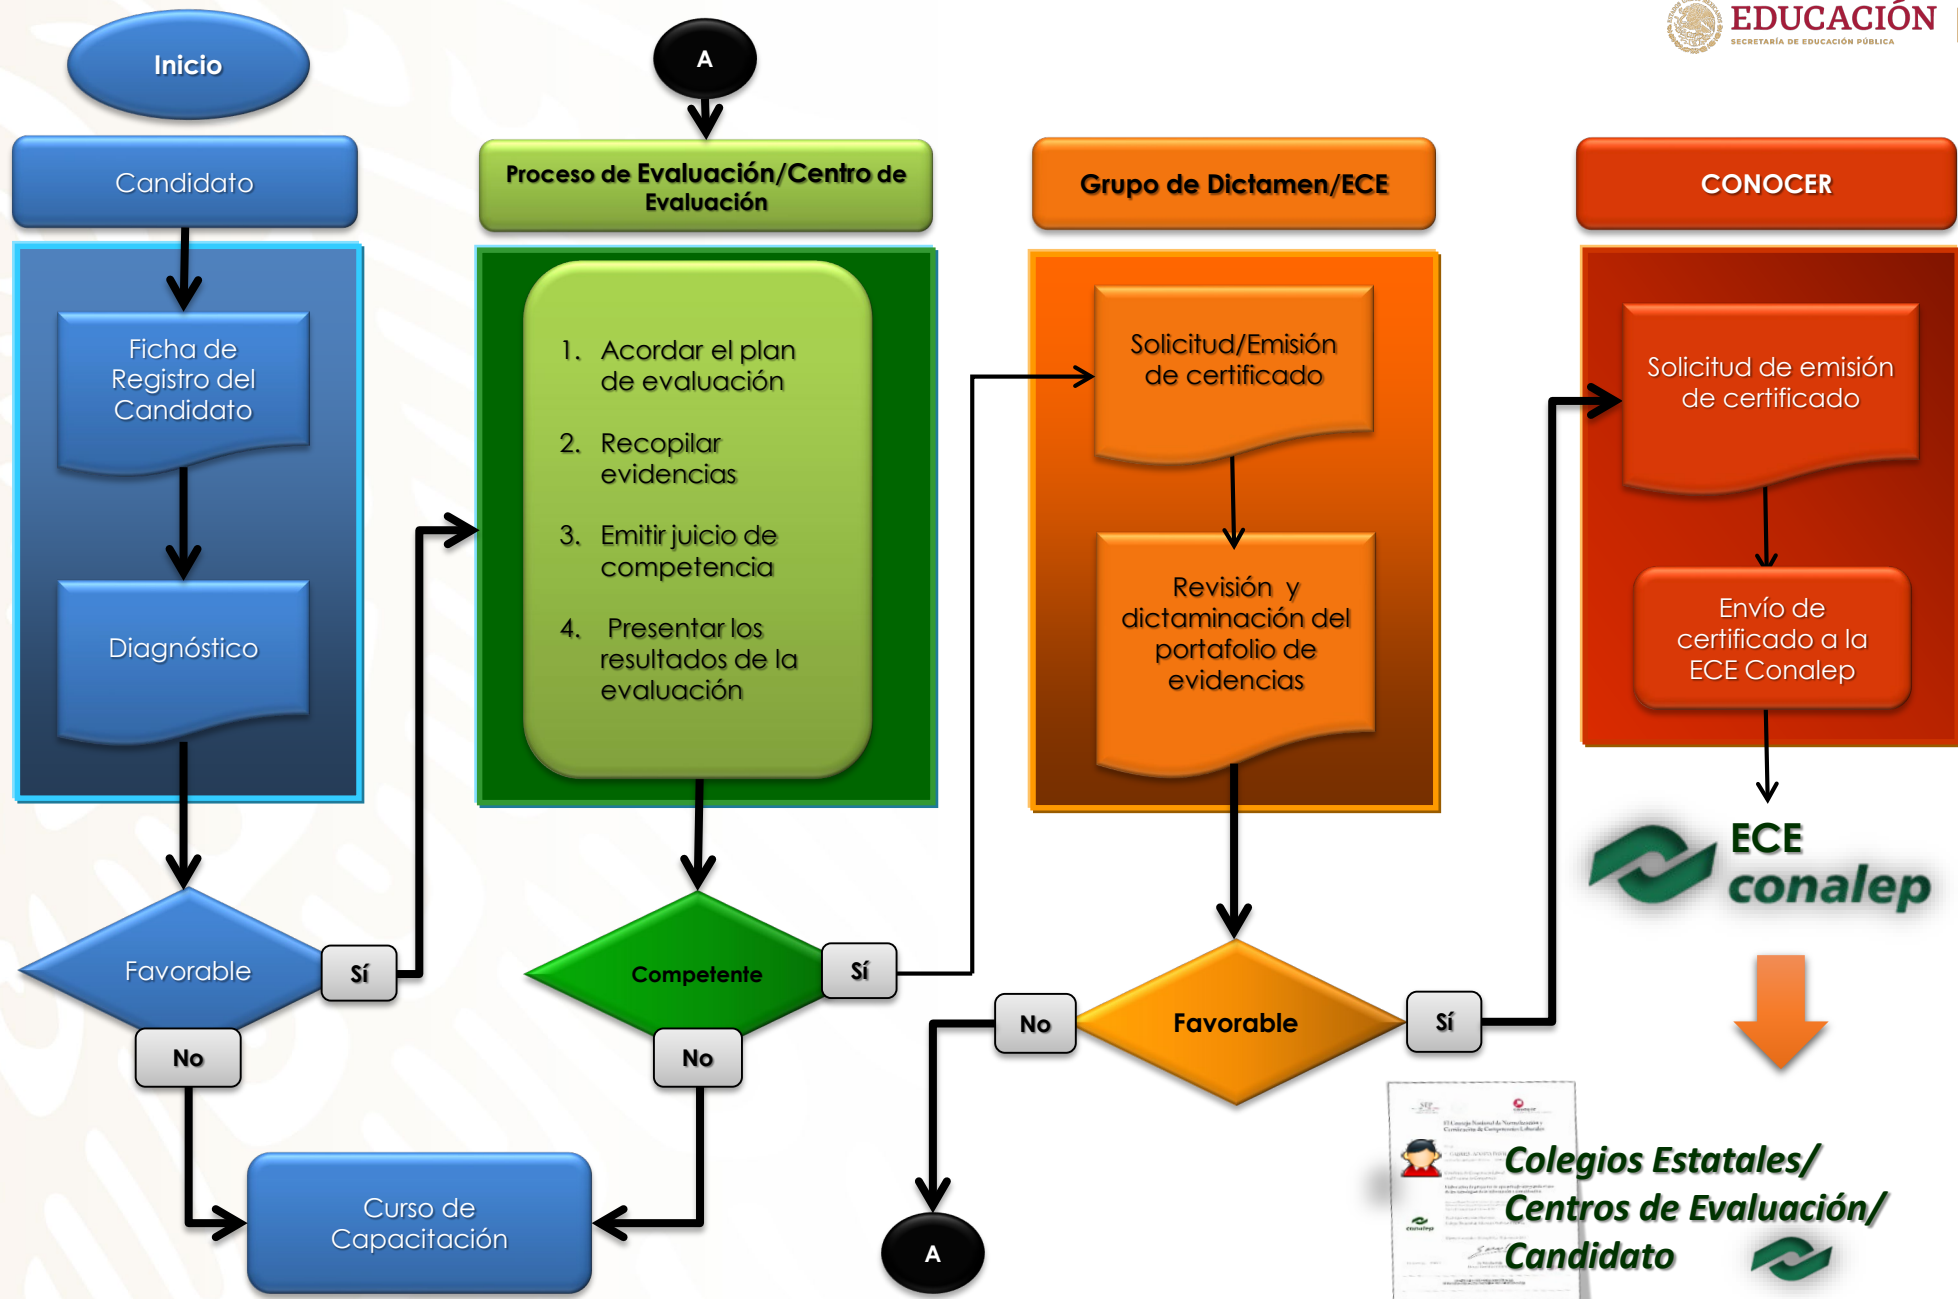 EDUCACIÓN
SECRETARÍA DE EDUCACIÓN PÚBLICA
Inicio
Candidato
Ficha de
Registro del
Candidato
Diagnóstico
Favorable
Sí
No
Curso de
Capacitación
A
Proceso de Evaluación/Centro de
Evaluación
1. Acordar el plan
de evaluación
2. Recopilar
evidencias
3. Emitir juicio de
competencia
4. Presentar los
resultados de la
evaluación
Competente
Sí
No
Grupo de Dictamen/ECE
Solicitud/Emisión
de certificado
Revisión y
dictaminación del
portafolio de
evidencias
Favorable
No
Sí
A
CONOCER
Solicitud de emisión
de certificado
Envío de
certificado a la
ECE Conalep
ECE
conalep
Colegios Estatales/
Centros de Evaluación/
Candidato
conalep